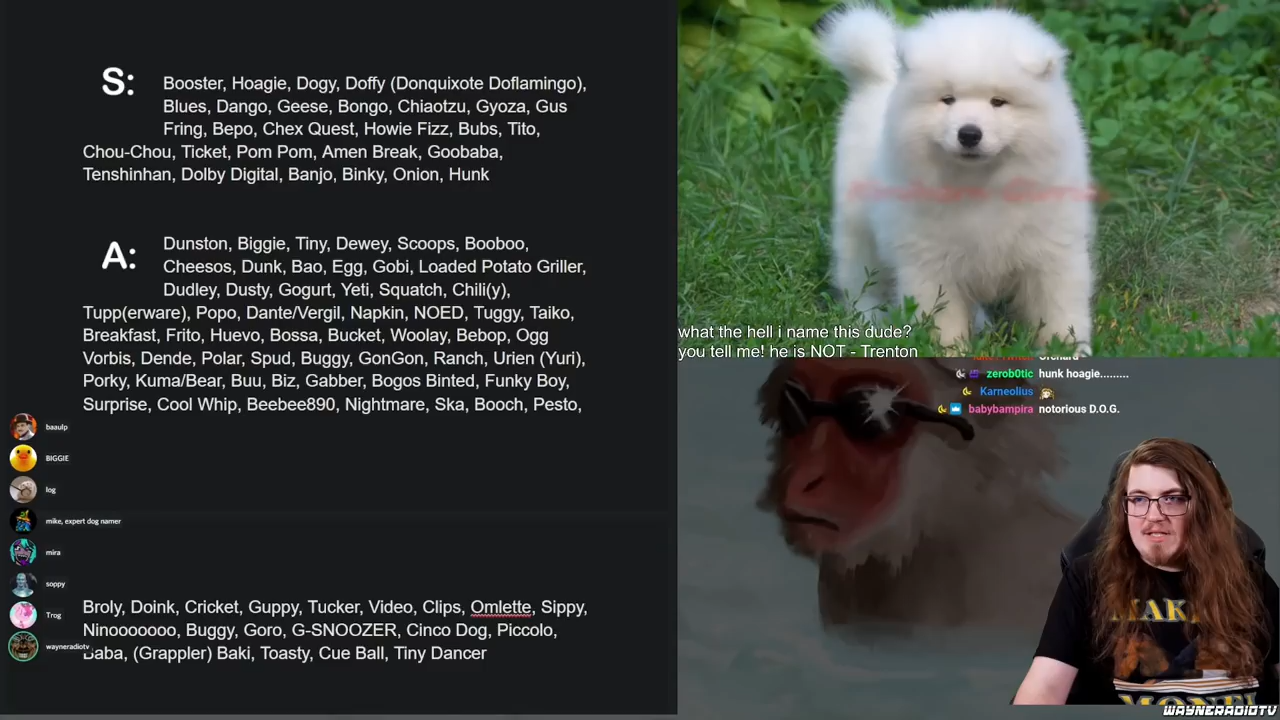 S:
Booster, Hoagie, Dogy, Doffy (Donquixote Doflamingo),
Blues, Dango, Geese, Bongo, Chiaotzu, Gyoza, Gus
Fring, Bepo, Chex Quest, Howie Fizz, Bubs, Tito,
Chou-Chou, Ticket, Pom Pom, Amen Break, Goobaba,
Tenshinhan, Dolby Digital, Banjo, Binky, Onion, Hunk
A:
Dunston, Biggie, Tiny, Dewey, Scoops, Booboo,
Cheesos, Dunk, Bao, Egg, Gobi, Loaded Potato Griller,
Dudley, Dusty, Gogurt, Yeti, Squatch, Chili(y),
Tupp(erware), Popo, Dante/Vergil, Napkin, NOED, Tuggy, Taiko,
Breakfast, Frito, Huevo, Bossa, Bucket, Woolay, Bebop, Ogg
Vorbis, Dende, Polar, Spud, Buggy, GonGon, Ranch, Urien (Yuri),
Porky, Kuma/Bear, Buu, Biz, Gabber, Bogos Binted, Funky Boy,
Surprise, Cool Whip, Beebee890, Nightmare, Ska, Booch, Pesto,
baaulp
BIGGIE
log
mike, expert dog namer
mira
soppy
Trog
wayneradiotv
Broly, Doink, Cricket, Guppy, Tucker, Video, Clips, Omlette, Sippy,
Ninooooooo, Buggy, Goro, G-SNOOZER, Cinco Dog, Piccolo,
Baba, (Grappler) Baki, Toasty, Cue Ball, Tiny Dancer
what the hell i name this dude?
you tell me! he is NOT - Trenton
zerob0tic hunk hoagie.........
Karneolius
babybampira notorious D.O.G.
MAK
MONEY
WAYNERADIOTV